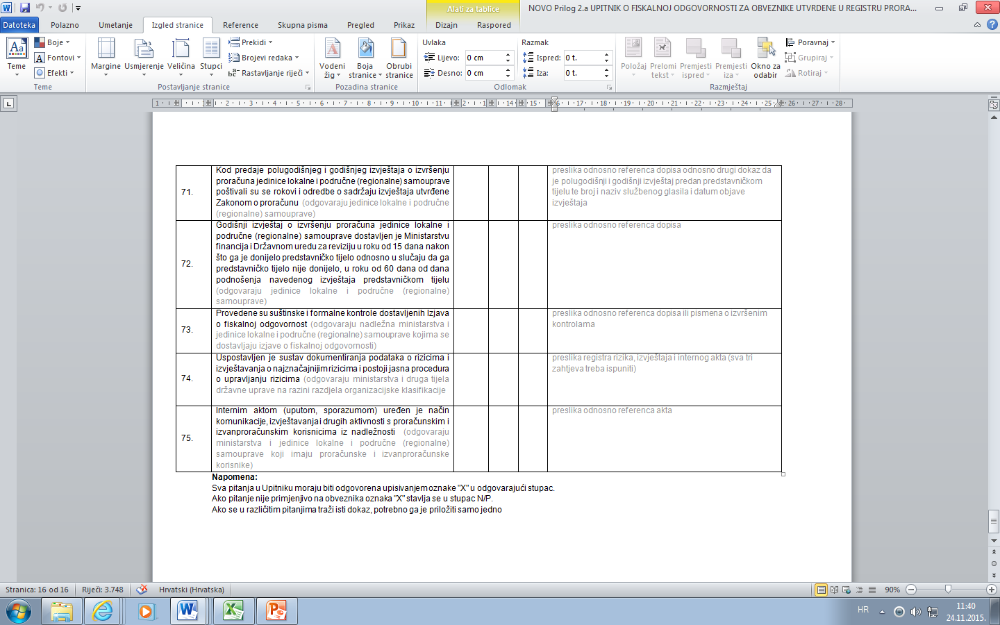 Alati za tablice
NOVO Prilog 2.a UPITNIK O FISKALNOJ ODGOVORNOSTI ZA OBVEZNIKE UTVRDENE U REGISTRU PRORA...
Datoteka Polazno Umetanje Izgled stranice Reference Skupna pisma Pregled Prikaz Dizajn Raspored
Teme
Boje
Fontovi
Efekti
Teme
Margine
Usmjerenje
Veličina
Stupci
Prekidi
Brojevi redaka
Rastavljanje riječi
Postavljanje stranice
Vodeni žig
Boja stranice
Obrubi stranice
Pozadina stranice
Uvlaka
Lijevo: 0 cm
Desno: 0 cm
Razmak
Ispred: 0 t.
Iza: 0 t.
Odlomak
Položaj
Prelomi tekst
Premjesti ispred
Premjesti iza
Okno za odabir
Poravnaj
Grupiraj
Rotiraj
Razmještaj
71.
Kod predaje polugodišnjeg i godišnjeg izvještaja o izvršenju
proračuna jedinice lokalne i područne (regionalne) samouprave
poštivali su se rokovi i odredbe o sadržaju izvještaja utvrđene
Zakonom o proračunu (odgovaraju jedinice lokalne i područne
(regionalne) samouprave)
preslika odnosno referenca dopisa odnosno drugi dokaz da
je polugodišnji i godišnji izvještaj predan predstavničkom
tijelu te broj i naziv službenog glasila i datum objave
izvještaja
72.
Godišnji izvještaj o izvršenju proračuna jedinice lokalne i
područne (regionalne) samouprave dostavljen je Ministarstvu
financija i Državnom uredu za reviziju u roku od 15 dana nakon
što ga je donijelo predstavničko tijelo odnosno u slučaju da ga
predstavničko tijelo nije donijelo, u roku od 60 dana od dana
podnošenja navedenog izvještaja predstavničkom tijelu
(odgovaraju jedinice lokalne i područne (regionalne)
samouprave)
preslika odnosno referenca dopisa
73.
Provedene su suštinske i formalne kontrole dostavljenih Izjava
o fiskalnoj odgovornost (odgovaraju nadležna ministarstva i
jedinice lokalne i područne (regionalne) samouprave kojima se
dostavljaju izjave o fiskalnoj odgovornosti)
preslika odnosno referenca dopisa ili pismena o izvršenim
kontrolama
74.
Uspostavljen je sustav dokumentiranja podataka o rizicima i
izvještavanja o najznačajnijim rizicima i postoji jasna procedura
o upravljanju rizicima (odgovaraju ministarstva i druga tijela
državne uprave na razini razdjela organizacijske klasifikacije
preslika registra rizika, izvještaja i internog akta (sva tri
zahtjeva treba ispuniti)
75.
Internim aktom (uputom, sporazumom) uređen je način
komunikacije, izvještavanja i drugih aktivnosti s proračunskim i
izvanproračunskim korisnicima iz nadležnosti (odgovaraju
ministarstva i jedinice lokalne i područne (regionalne)
samouprave koji imaju proračunske i izvanproračunske
korisnike)
preslika odnosno referenca akta
Napomena:
Sva pitanja u Upitniku moraju biti odgovorena upisivanjem oznake "X" u odgovarajući stupac.
Ako pitanje nije primjenjivo na obveznika oznaka "X" stavlja se u stupac N/P.
Ako se u različitim pitanjima traži isti dokaz, potrebno ga je priložiti samo jedno
Stranica: 16 od 16 Riječi: 3.748 Hrvatski (Hrvatska) 90%
HR
11:40
24.11.2015.